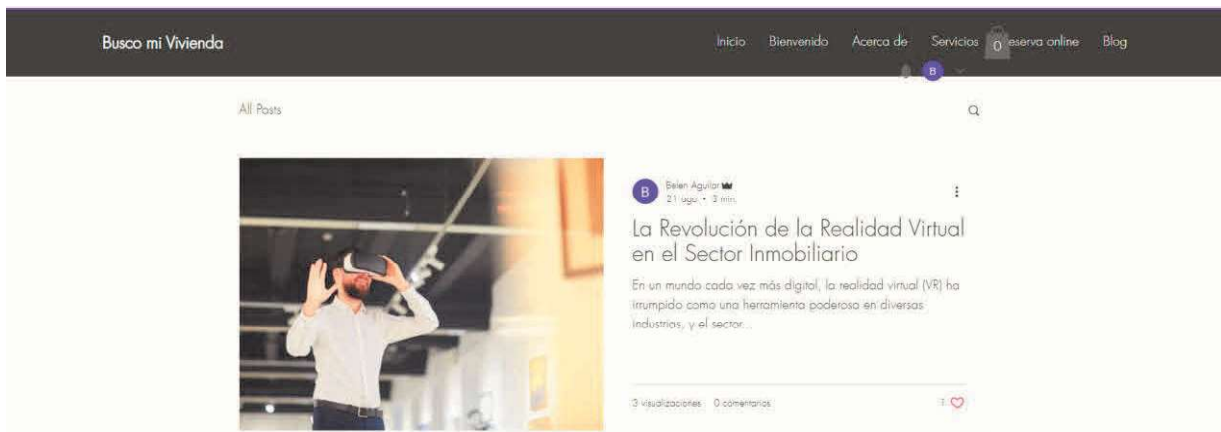 Busco mi Vivienda
Inicio Bienvenido Acerca de Servicios eserva online Blog
0
B
All Posts
B
Belen Aguilar
21 ago • 3 min.
La Revolución de la Realidad Virtual
en el Sector Inmobiliario
En un mundo cada vez más digital, la realidad virtual (VR) ha
irrumpido como una herramienta poderosa en diversas
industrias, y el sector...
3 visualizaciones 0 comentarios
1